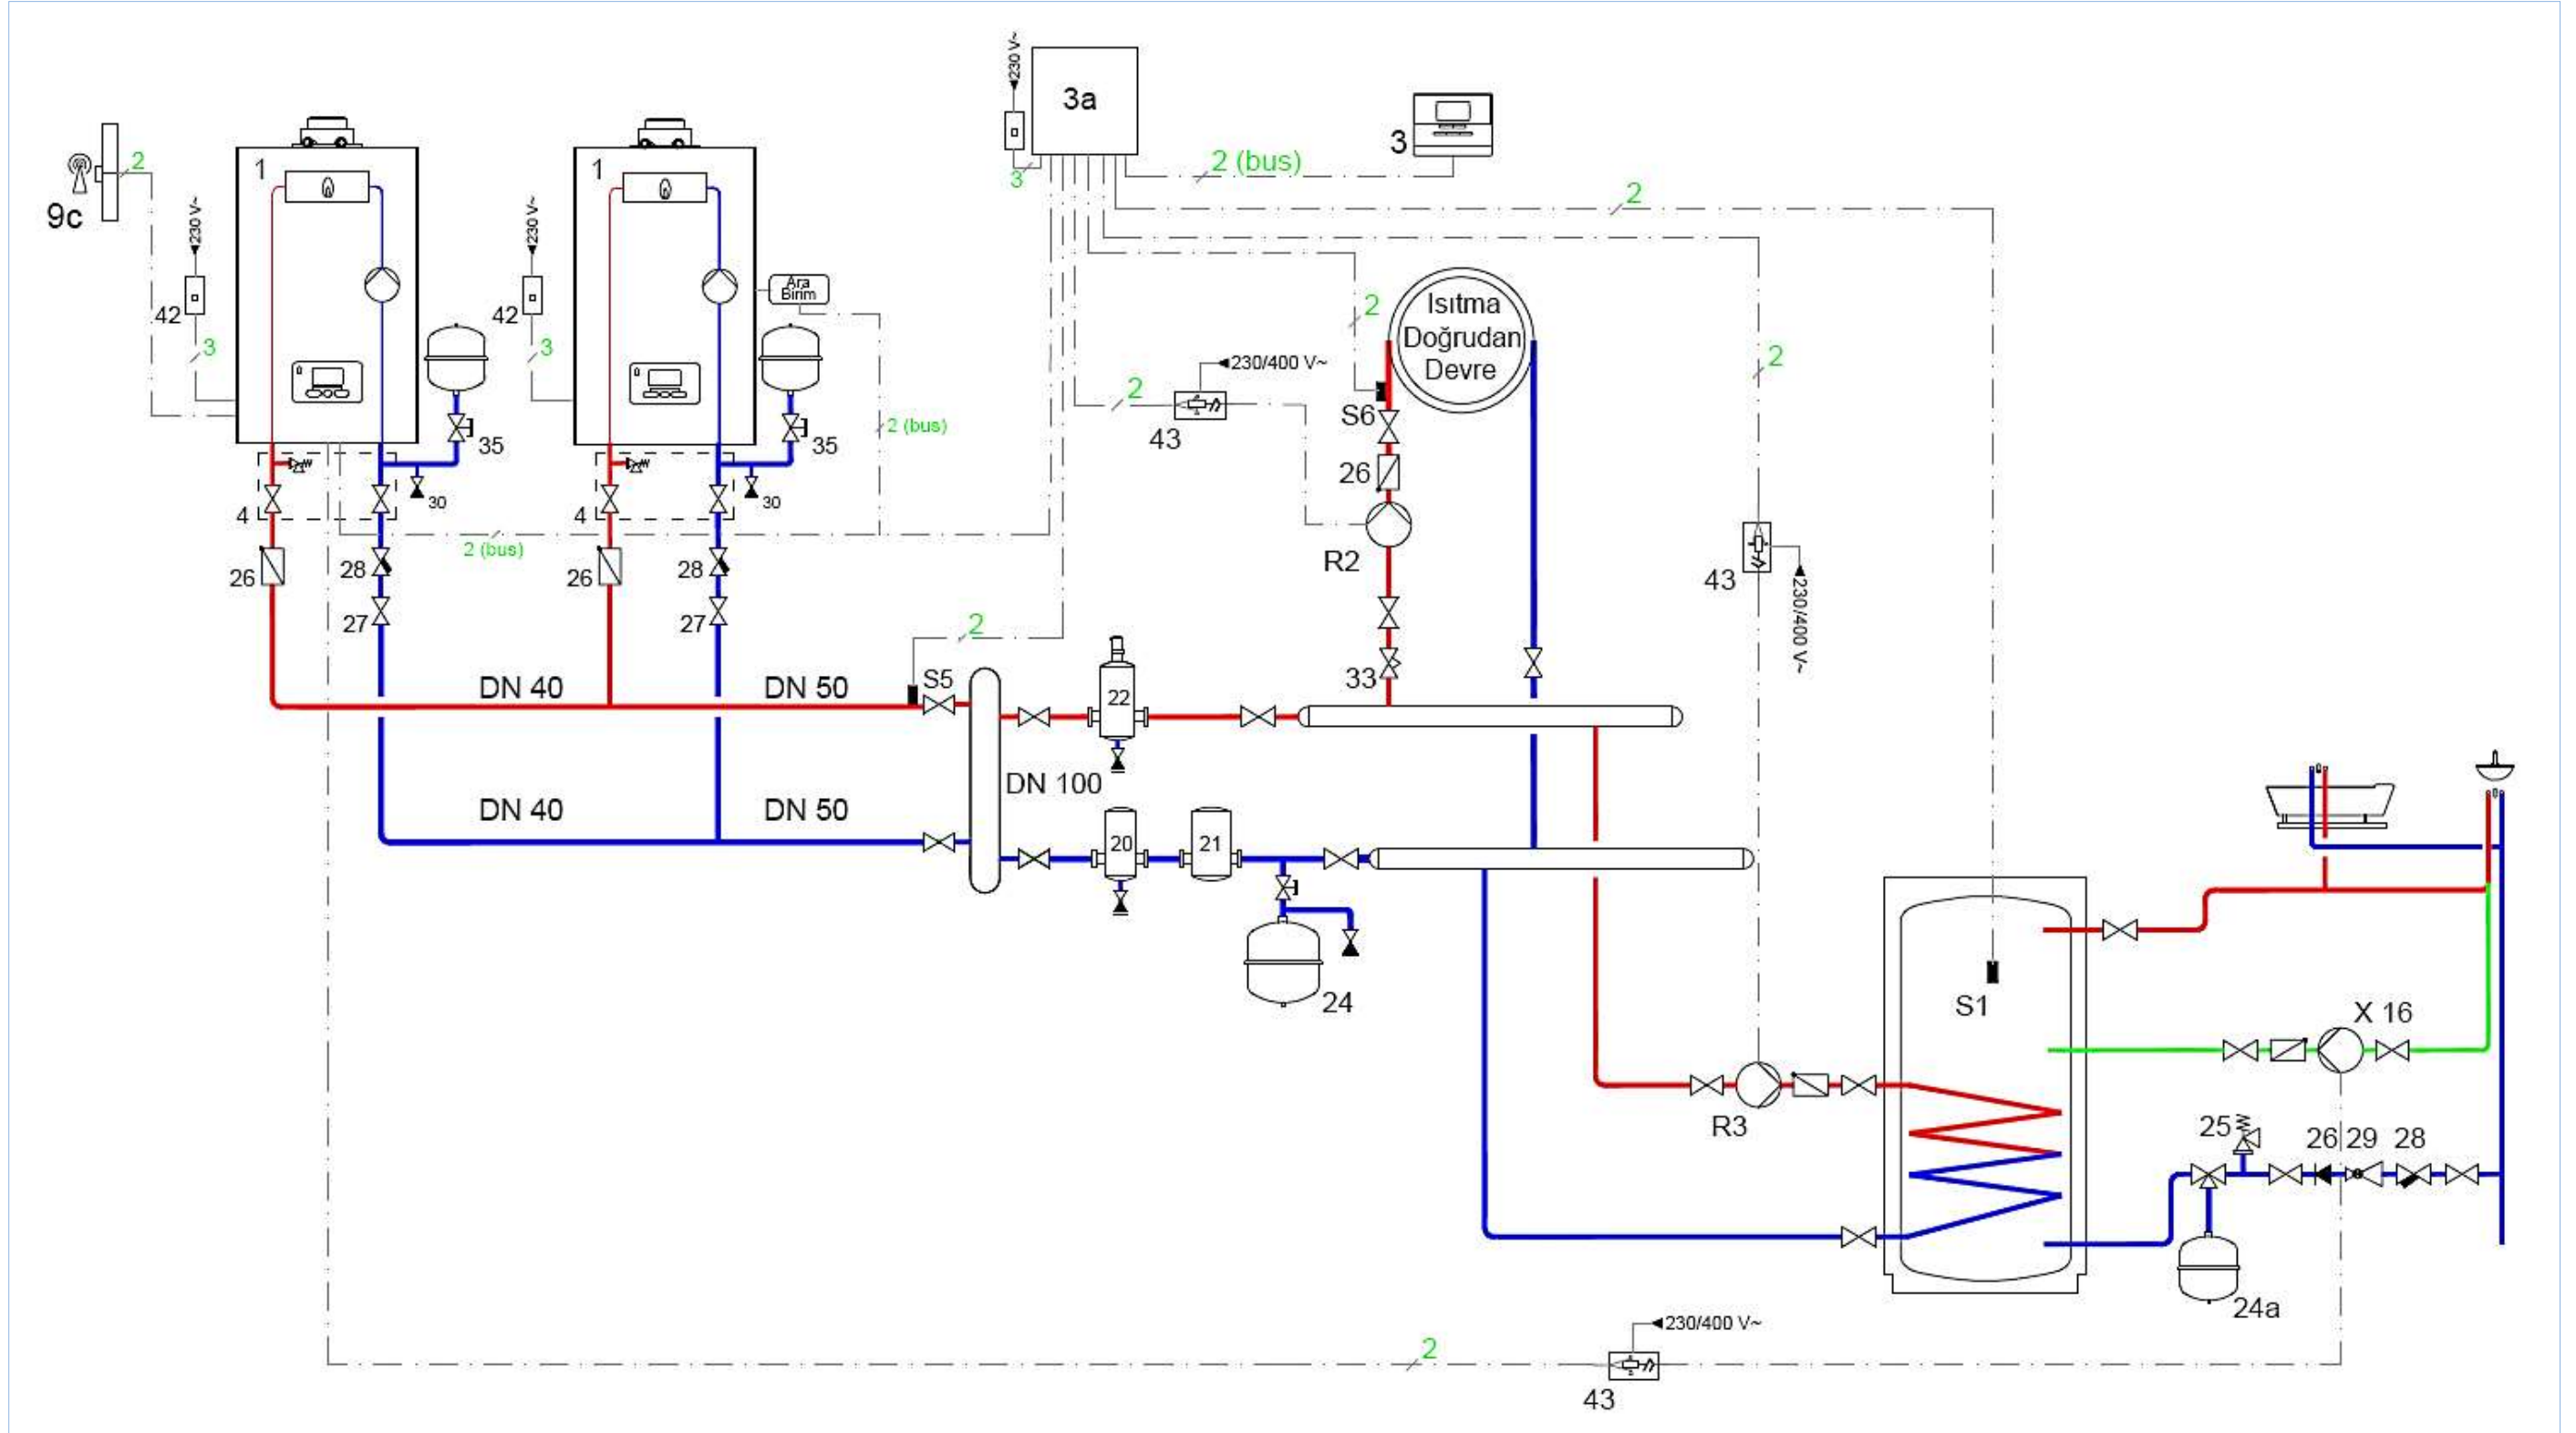 230 V~
3a
3
3
2 (bus)
2
1
1
2
9c
230 V~
230 V~
42
3
42
3
Ara
Birim
Isıtma
Doğrudan
Devre
2
2
230/400 V~
2
43
S6
35
35
2 (bus)
26
30
30
4
4
2 (bus)
R2
26
28
26
28
43
230/400 V~
27
27
2
S5
33
DN 40
DN 50
22
DN 100
DN 40
DN 50
20
21
24
S1
X 16
R3
25
26
29
28
24a
230/400 V~
2
43